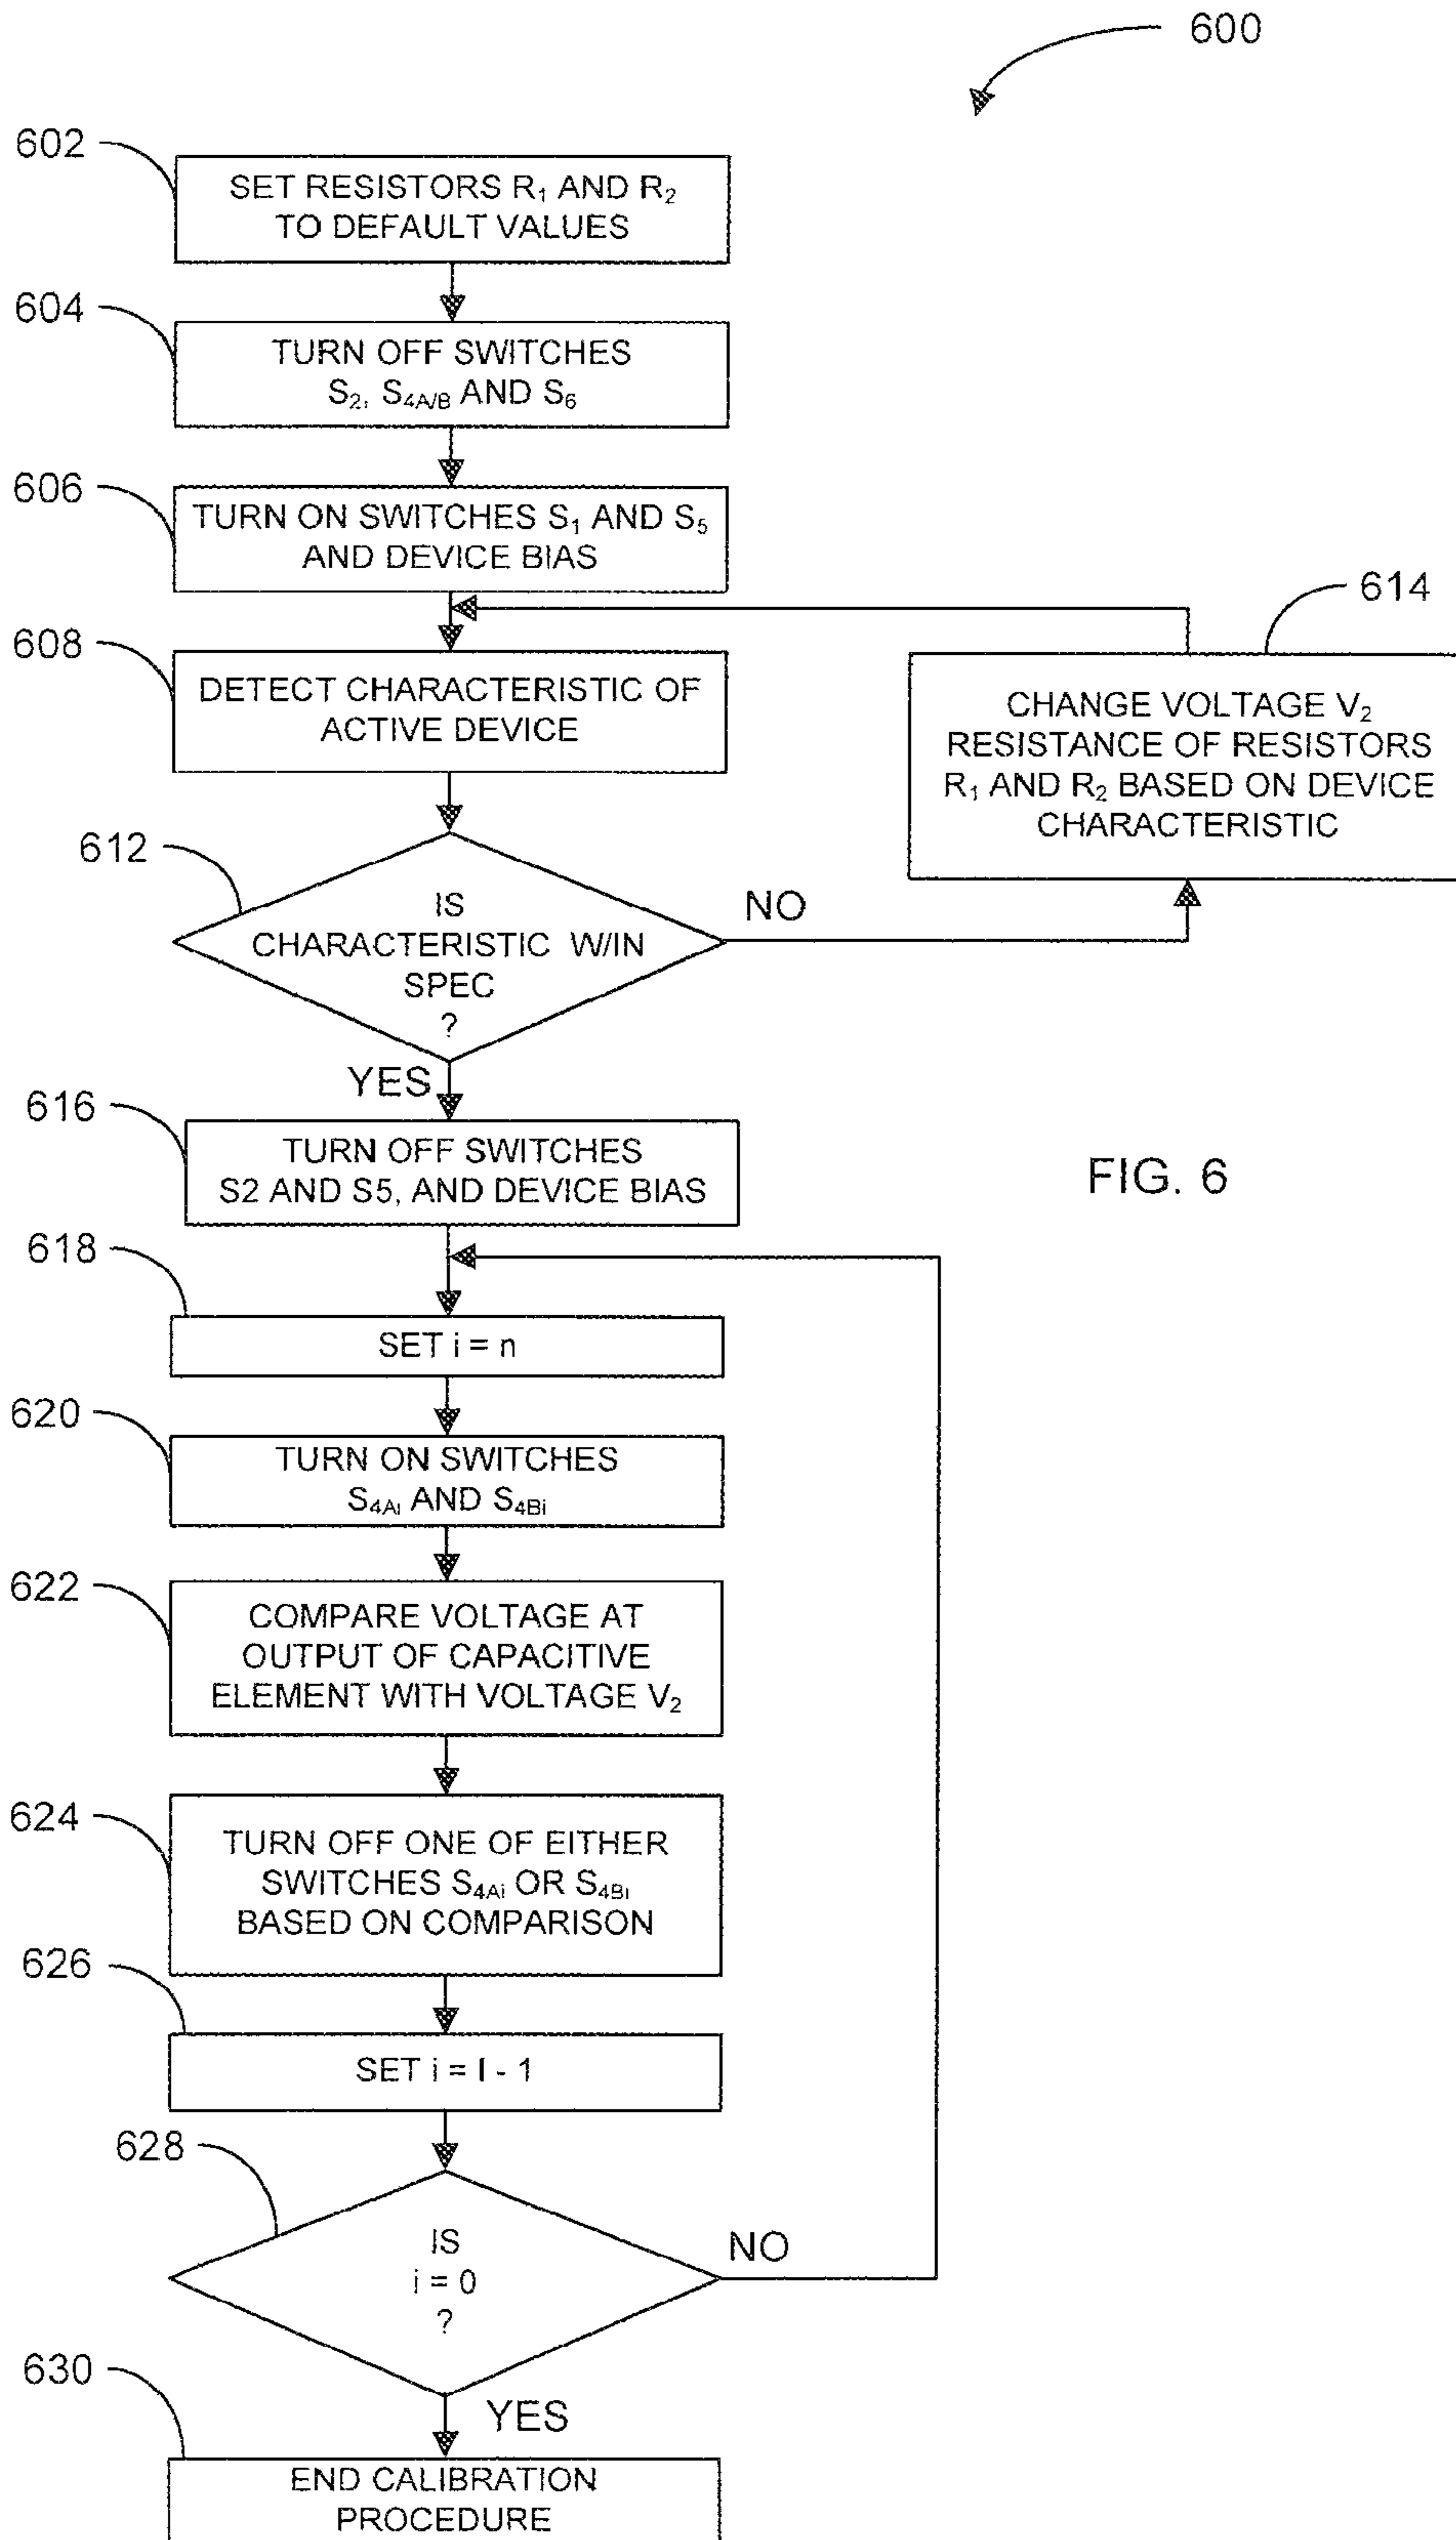 600
602
SET RESISTORS R₁ AND R₂
TO DEFAULT VALUES
604
TURN OFF SWITCHES
S₂, S₄A/B AND S₆
606
TURN ON SWITCHES S₁ AND S₅
AND DEVICE BIAS
608
DETECT CHARACTERISTIC OF
ACTIVE DEVICE
614
CHANGE VOLTAGE V₂
RESISTANCE OF RESISTORS
R₁ AND R₂ BASED ON DEVICE
CHARACTERISTIC
612
IS
CHARACTERISTIC W/IN
SPEC
?
NO
YES
616
TURN OFF SWITCHES
S2 AND S5, AND DEVICE BIAS
FIG. 6
618
SET i = n
620
TURN ON SWITCHES
S₄Ai AND S₄Bi
622
COMPARE VOLTAGE AT
OUTPUT OF CAPACITIVE
ELEMENT WITH VOLTAGE V₂
624
TURN OFF ONE OF EITHER
SWITCHES S₄Ai OR S₄Bi
BASED ON COMPARISON
626
SET i = I - 1
628
IS
i = 0
?
NO
YES
630
END CALIBRATION
PROCEDURE